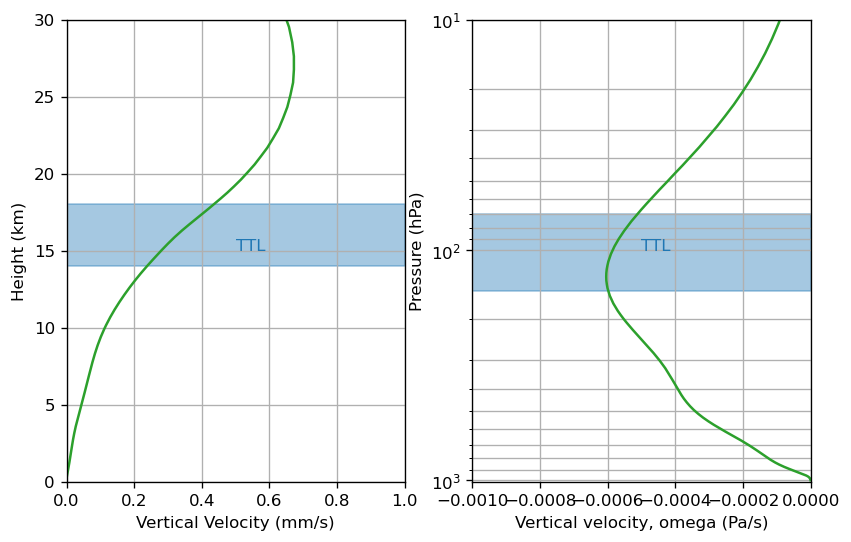 30
25
20
15
10
5
0
Height (km)
TTL
0.0 0.2 0.4 0.6 0.8 1.0
Vertical Velocity (mm/s)
10¹
10²
10³
Pressure (hPa)
TTL
−0.0010 −0.0008 −0.0006 −0.0004 −0.0002 0.0000
Vertical velocity, omega (Pa/s)